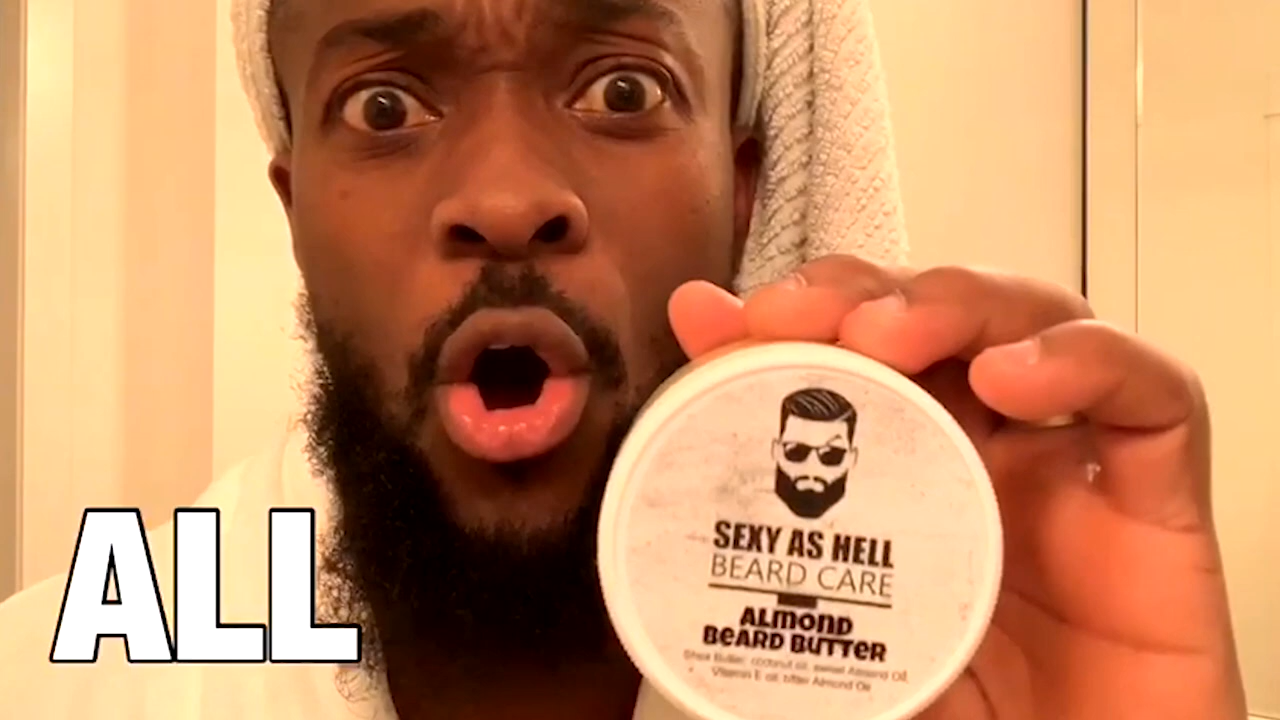 ALL
SEXY AS HELL
BEARD CARE
ALMOND
BEARD BUTTER
Shea Butter, coconut oil, sweet Almond Oil,
Vitamin E oil, bitter Almond Oil